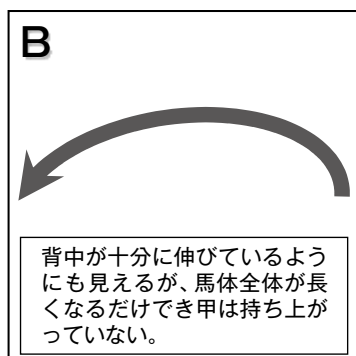 B
背中が十分に伸びているよう
にも見えるが、馬体全体が長
くなるだけでき甲は持ち上が
っていない。